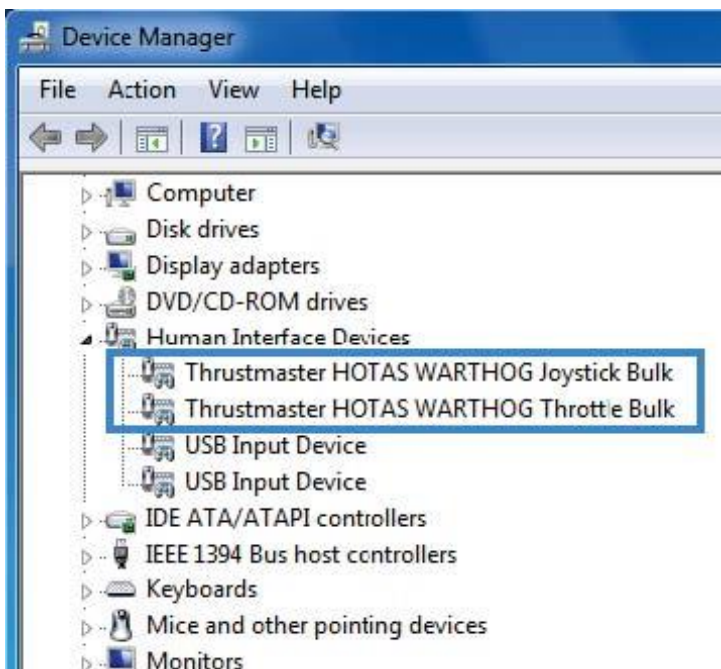 Device Manager
File Action View Help
Computer
Disk drives
Display adapters
DVD/CD-ROM drives
Human Interface Devices
Thrustmaster HOTAS WARTHOG Joystick Bulk
Thrustmaster HOTAS WARTHOG Throttle Bulk
USB Input Device
USB Input Device
IDE ATA/ATAPI controllers
IEEE 1394 Bus host controllers
Keyboards
Mice and other pointing devices
Monitors